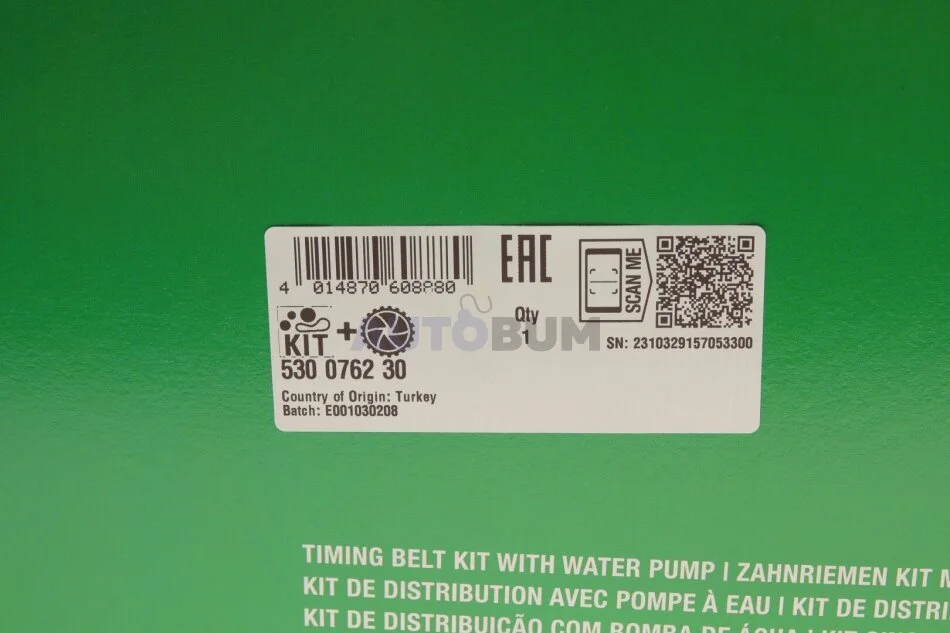 4 014870 608880
EAC
SCAN ME
KIT +
Qty
1
AUTOBUM
SN: 2310329157053300
530 0762 30
Country of Origin: Turkey
Batch: E001030208
TIMING BELT KIT WITH WATER PUMP | ZAHNRIEMEN KIT M
KIT DE DISTRIBUTION AVEC POMPE À EAU | KIT DE DISTRI
KIT DE DISTRIBUIÇÃO COM BOMBA DE ÁGUA |